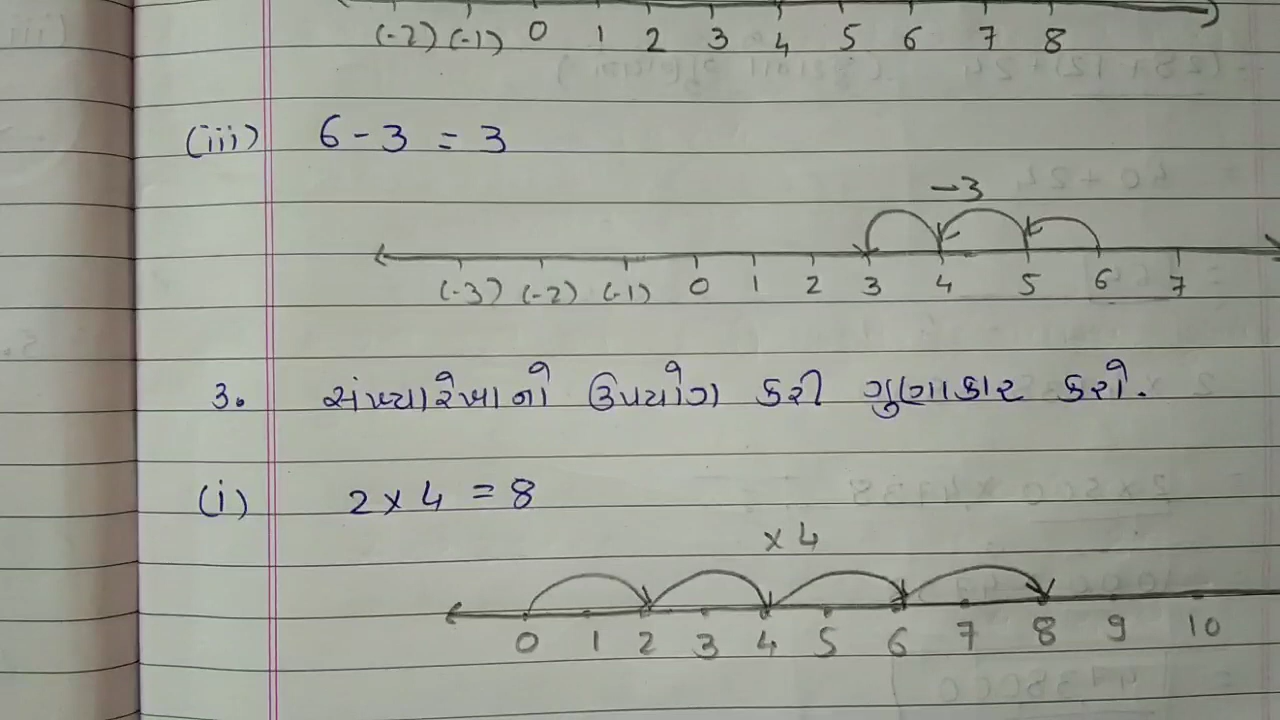 (-2) (-1) 0 1 2 3 4 5 6 7 8
(iii) 6 - 3 = 3
-3
(-3) (-2) (-1) 0 1 2 3 4 5 6 7
3. સંખ્યારેખાનો ઉપયોગ કરી ગુણાકાર કરો.
(i) 2 x 4 = 8
x 4
0 1 2 3 4 5 6 7 8 9 10